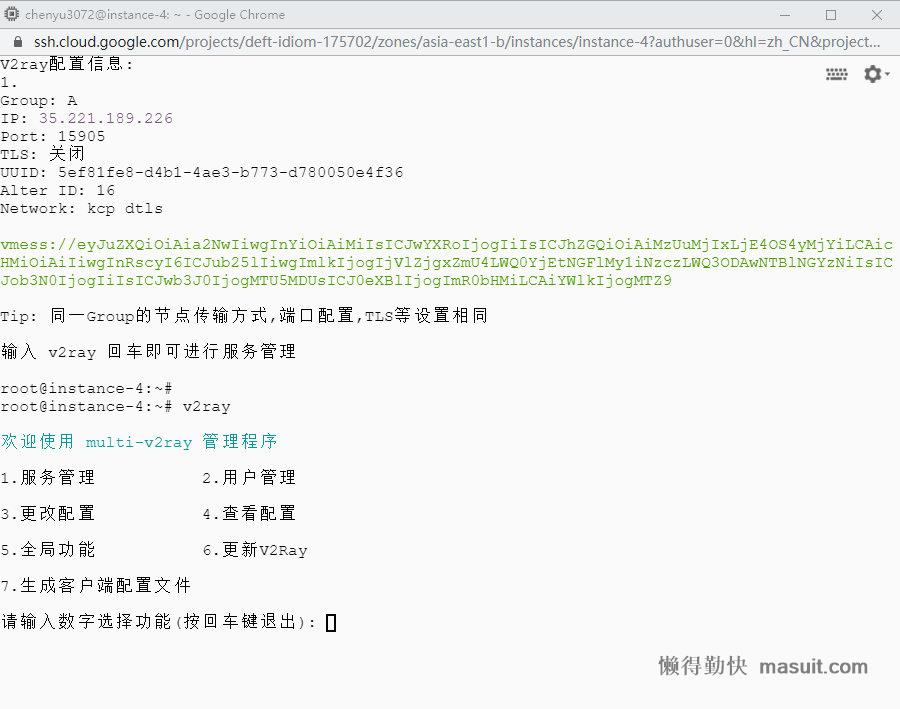 chenyu3072@instance-4: ~ - Google Chrome
ssh.cloud.google.com/projects/deft-idiom-175702/zones/asia-east1-b/instances/instance-4?authuser=0&hl=zh_CN&project...
V2ray配置信息:
1.
Group: A
IP: 35.221.189.226
Port: 15905
TLS: 关闭
UUID: 5ef81fe8-d4b1-4ae3-b773-d780050e4f36
Alter ID: 16
Network: kcp dtls
vmess://eyJuZXQiOiAia2NwIiwgInYiOiAiMiIsICJwYXRoIjogIiIsICJhZGQiOiAiMzUuMjIxLjE4OS4yMjYiLCAic
HMiOiAiIiwgInRscyI6ICJub25lIiwgImlkIjogIjVlZjgxZmU4LWQ0YjEtNGFlMy1iNzczLWQ3ODAwNTBlNGYzNiIsIC
Job3N0IjogIiIsICJwb3J0IjogMTU5MDUsICJ0eXBlIjogImR0bHMiLCAiYWlkIjogMTZ9
Tip: 同一Group的节点传输方式,端口配置,TLS等设置相同
输入 v2ray 回车即可进行服务管理
root@instance-4:~#
root@instance-4:~# v2ray
欢迎使用 multi-v2ray 管理程序
1.服务管理 2.用户管理
3.更改配置 4.查看配置
5.全局功能 6.更新V2Ray
7.生成客户端配置文件
请输入数字选择功能(按回车键退出):
懒得勤快 masuit.com